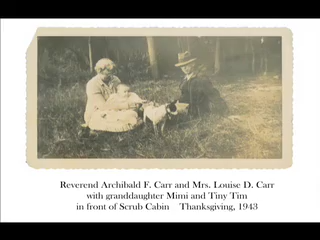 Reverend Archibald F. Carr and Mrs. Louise D. Carr
with granddaughter Mimi and Tiny Tim
in front of Scrub Cabin Thanksgiving, 1943